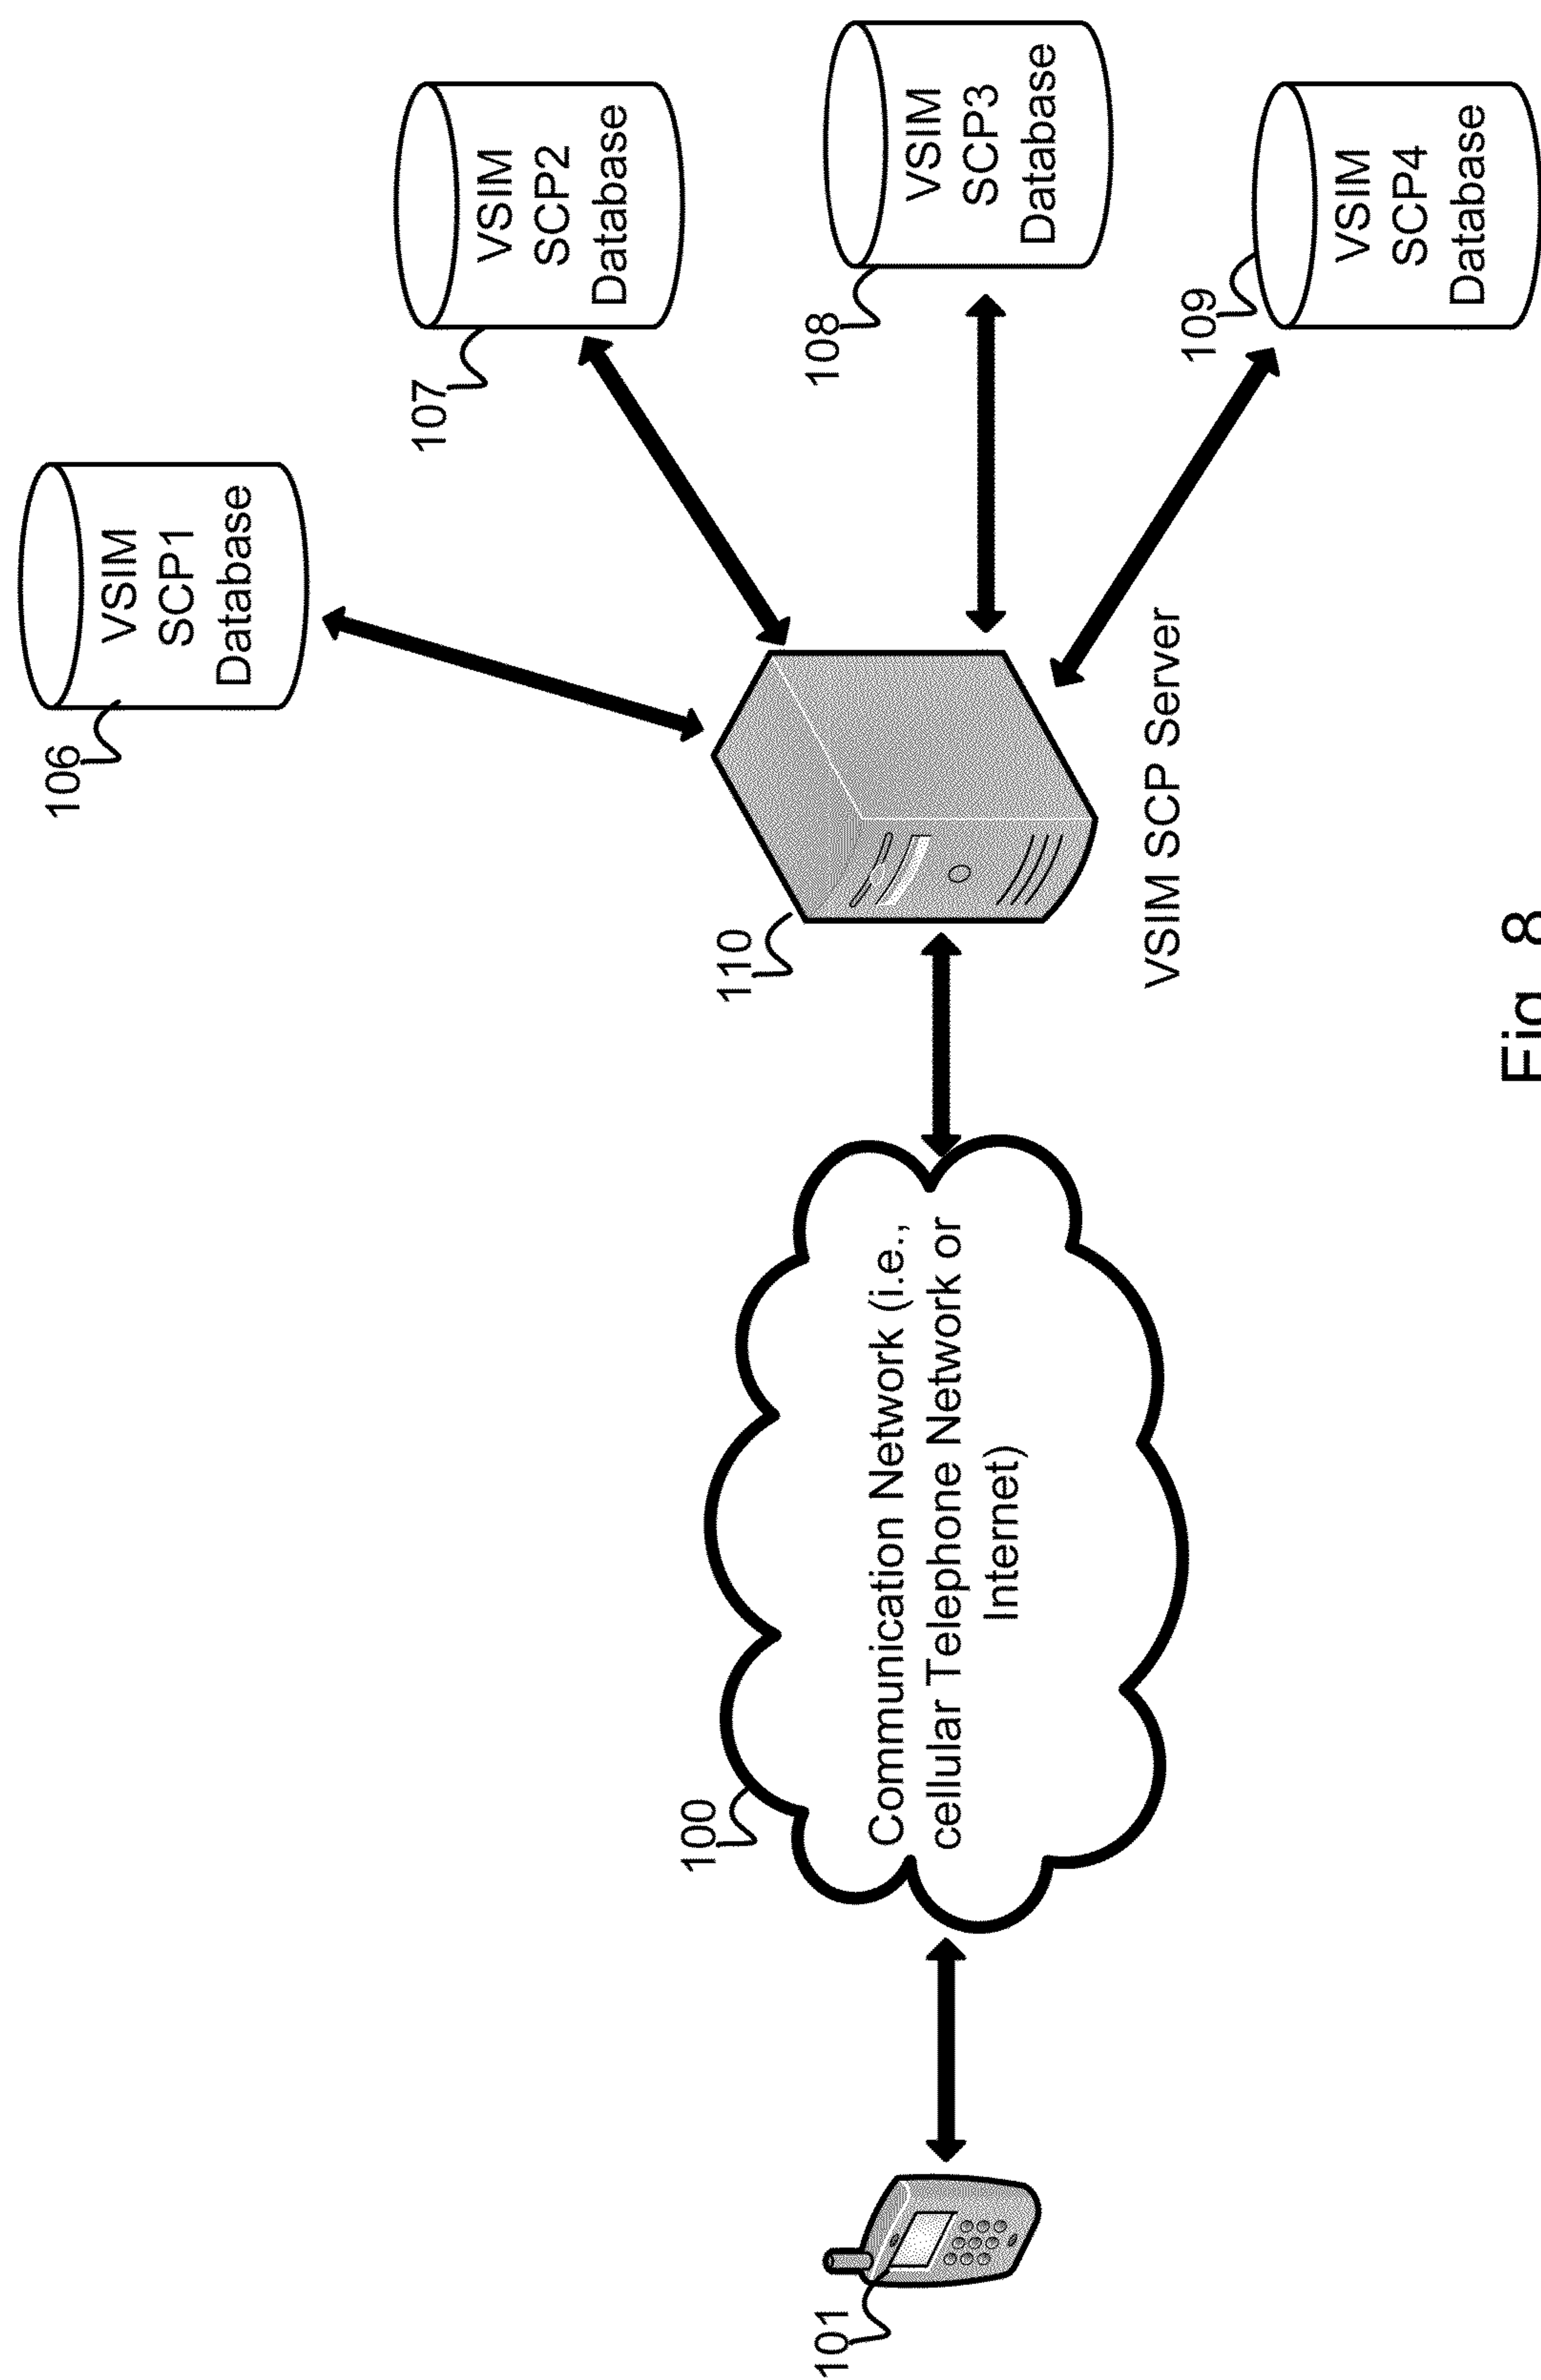 106
VSIM
SCP1
Database
107
VSIM
SCP2
Database
108
VSIM
SCP3
Database
109
VSIM
SCP4
Database
110
VSIM SCP Server
100
Communication Network (i.e.,
cellular Telephone Network or
Internet)
101
Fig. 8